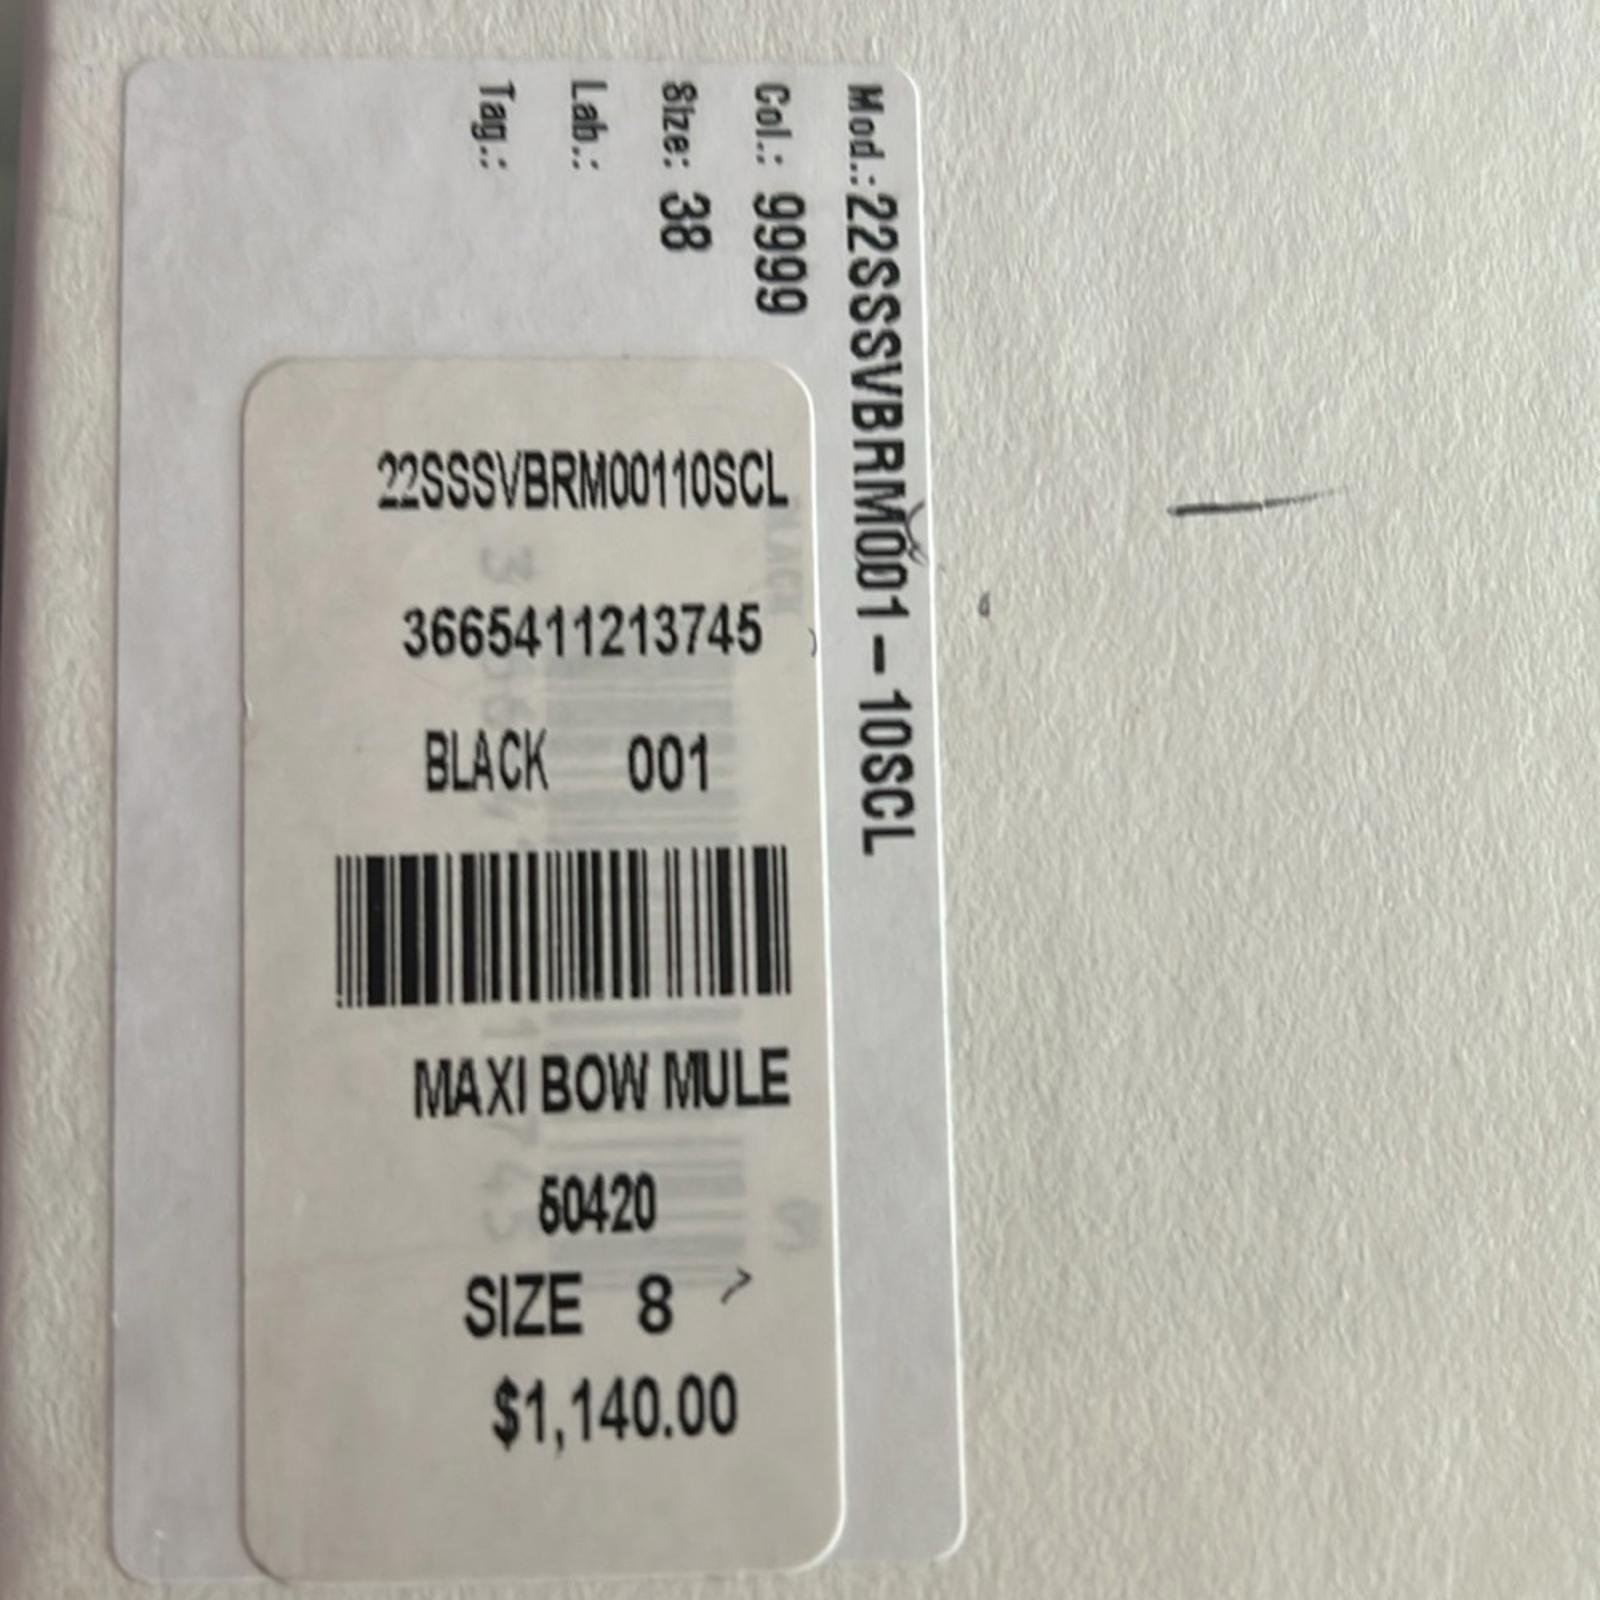 Mod.: 22SSSVBRM001-10SCL
Col.: 9999
Size: 38
Lab.:
Tag.:
22SSSVBRM00110SCL
3665411213745
BLACK 001
MAXI BOW MULE
60420
SIZE 8
$1,140.00